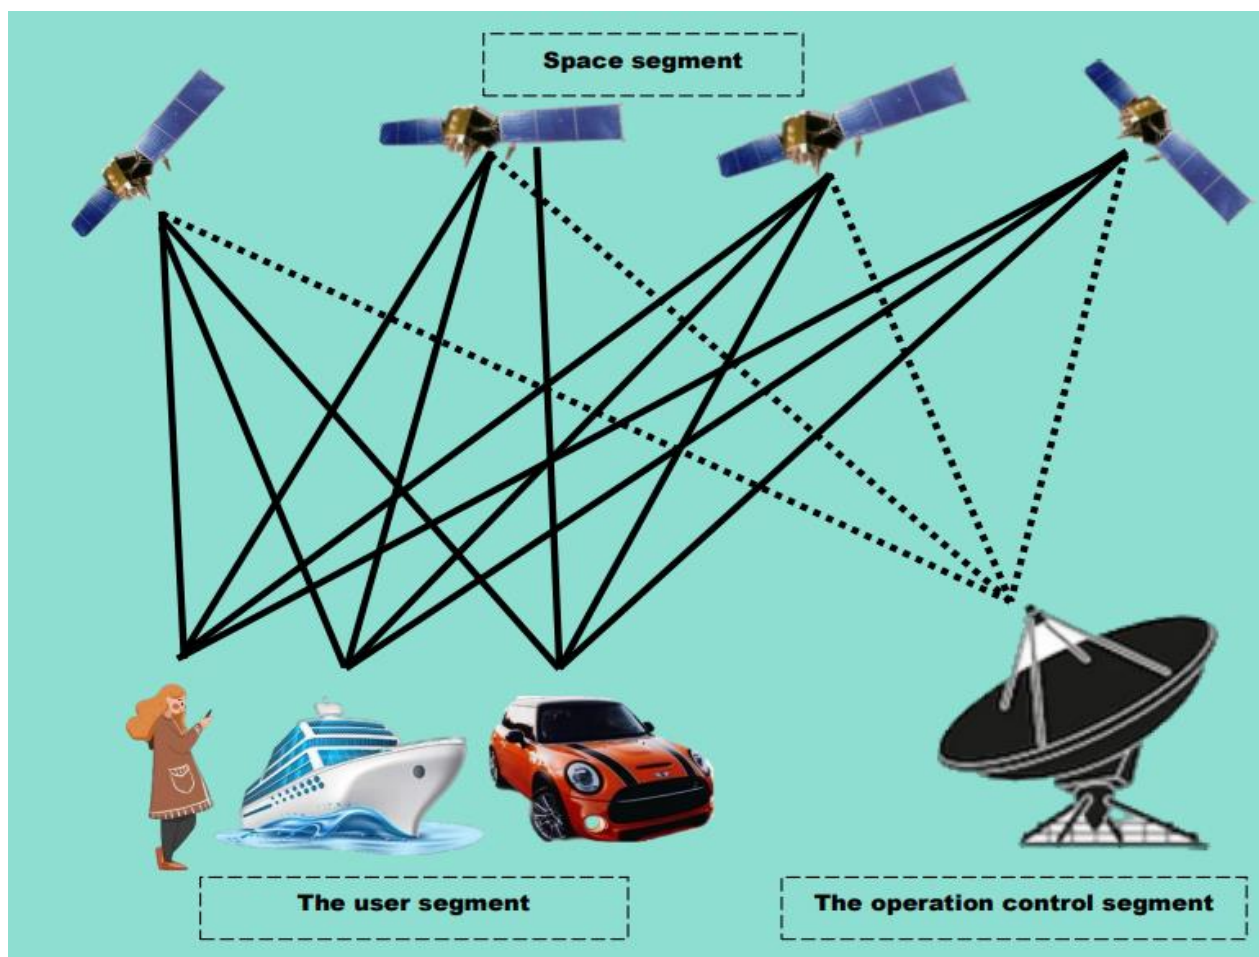 Space segment
The user segment
The operation control segment